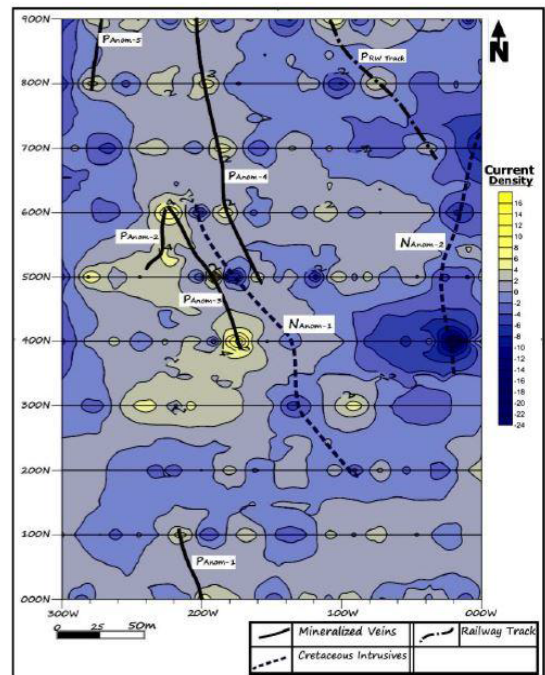 900N
800N
700N
600N
500N
400N
300N
200N
100N
000N
300W
200W
100W
000W
0 25 50m
PAnom-5
PRW Track
PAnom-4
PAnom-2
NAnom-2
PAnom-3
NAnom-1
PAnom-1
N
Current
Density
16
14
12
10
8
6
4
2
0
-2
-4
-6
-8
-10
-12
-14
-16
-18
-20
-22
-24
Mineralized Veins
Railway Track
Cretaceous Intrusives